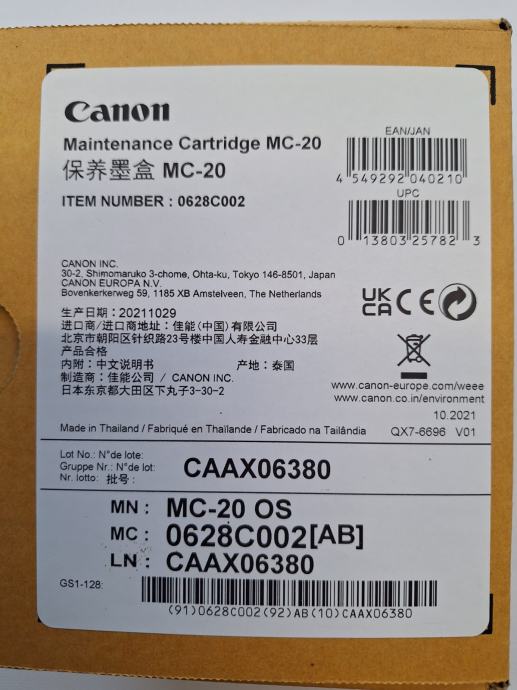 Canon
Maintenance Cartridge MC-20
保养墨盒 MC-20
ITEM NUMBER : 0628C002
EAN/JAN
4 549292 040210
UPC
0 13803 25782 3
CANON INC.
30-2, Shimomaruko 3-chome, Ohta-ku, Tokyo 146-8501, Japan
CANON EUROPA N.V.
Bovenkerkerweg 59, 1185 XB Amstelveen, The Netherlands
生产日期：20211029
进口商/进口商地址：佳能(中国)有限公司
北京市朝阳区针织路23号楼中国人寿金融中心33层
产品合格
内附：中文说明书 产地：泰国
制造商：佳能公司 / CANON INC.
日本东京都大田区下丸子3-30-2
UK CA CE
www.canon-europe.com/weee
www.canon.co.in/environment
10.2021
Made in Thailand / Fabriqué en Thaïlande / Fabricado na Tailândia
QX7-6696 V01
Lot No.: N°de lote:
Gruppe Nr.: N°de lot:
Nr. lotto: 批号:
CAAX06380
MN : MC-20 OS
MC : 0628C002[AB]
LN : CAAX06380
GS1-128:
(91)0628C002(92)AB(10)CAAX06380